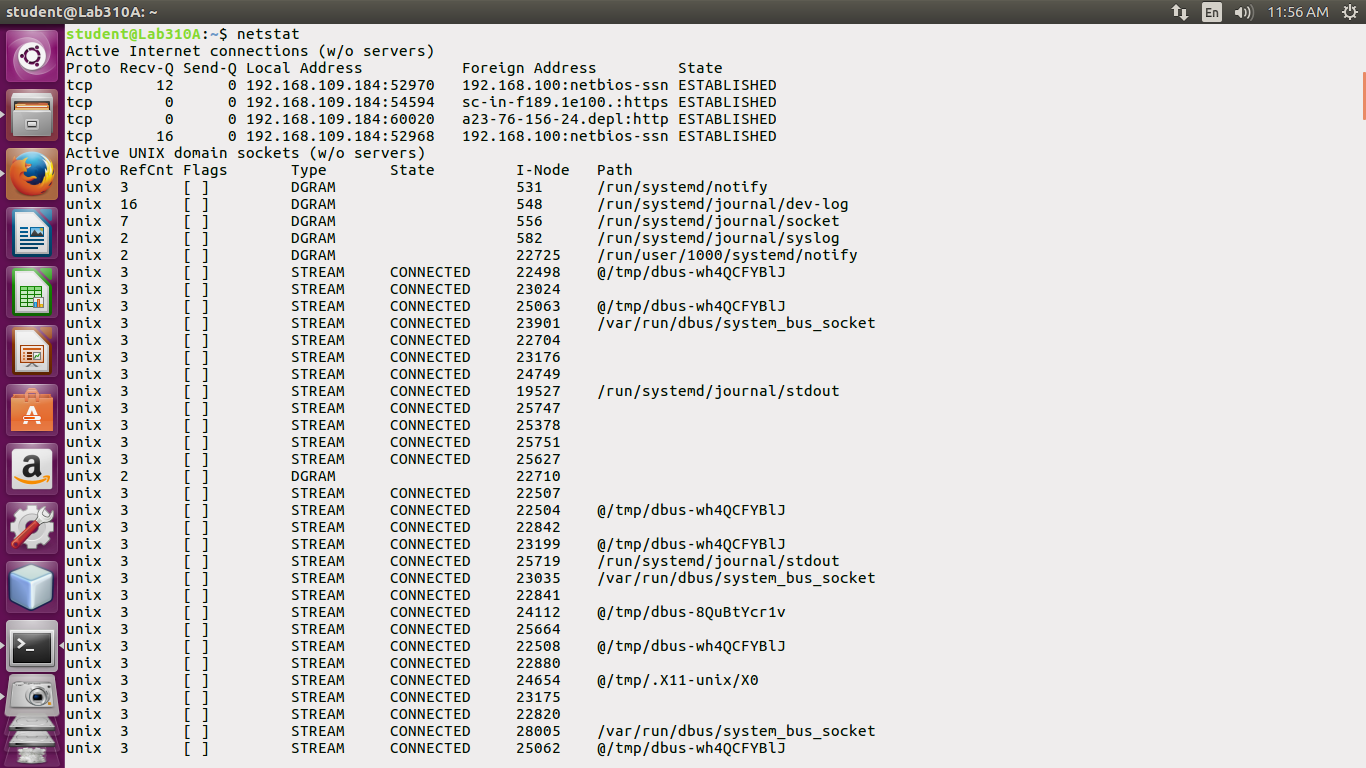 student@Lab310A: ~
En
11:56 AM
student@Lab310A:~$ netstat
Active Internet connections (w/o servers)
Proto Recv-Q Send-Q Local Address           Foreign Address         State
tcp       12      0 192.168.109.184:52970   192.168.100:netbios-ssn ESTABLISHED
tcp        0      0 192.168.109.184:54594   sc-in-f189.1e100.:https ESTABLISHED
tcp        0      0 192.168.109.184:60020   a23-76-156-24.depl:http ESTABLISHED
tcp       16      0 192.168.109.184:52968   192.168.100:netbios-ssn ESTABLISHED
Active UNIX domain sockets (w/o servers)
Proto RefCnt Flags       Type       State         I-Node   Path
unix  3      [ ]         DGRAM                    531      /run/systemd/notify
unix  16     [ ]         DGRAM                    548      /run/systemd/journal/dev-log
unix  7      [ ]         DGRAM                    556      /run/systemd/journal/socket
unix  2      [ ]         DGRAM                    582      /run/systemd/journal/syslog
unix  2      [ ]         DGRAM                    22725    /run/user/1000/systemd/notify
unix  3      [ ]         STREAM     CONNECTED     22498    @/tmp/dbus-wh4QCFYBlJ
unix  3      [ ]         STREAM     CONNECTED     23024
unix  3      [ ]         STREAM     CONNECTED     25063    @/tmp/dbus-wh4QCFYBlJ
unix  3      [ ]         STREAM     CONNECTED     23901    /var/run/dbus/system_bus_socket
unix  3      [ ]         STREAM     CONNECTED     22704
unix  3      [ ]         STREAM     CONNECTED     23176
unix  3      [ ]         STREAM     CONNECTED     24749
unix  3      [ ]         STREAM     CONNECTED     19527    /run/systemd/journal/stdout
unix  3      [ ]         STREAM     CONNECTED     25747
unix  3      [ ]         STREAM     CONNECTED     25378
unix  3      [ ]         STREAM     CONNECTED     25751
unix  3      [ ]         STREAM     CONNECTED     25627
unix  2      [ ]         DGRAM                    22710
unix  3      [ ]         STREAM     CONNECTED     22507
unix  3      [ ]         STREAM     CONNECTED     22504    @/tmp/dbus-wh4QCFYBlJ
unix  3      [ ]         STREAM     CONNECTED     22842
unix  3      [ ]         STREAM     CONNECTED     23199    @/tmp/dbus-wh4QCFYBlJ
unix  3      [ ]         STREAM     CONNECTED     25719    /run/systemd/journal/stdout
unix  3      [ ]         STREAM     CONNECTED     23035    /var/run/dbus/system_bus_socket
unix  3      [ ]         STREAM     CONNECTED     22841
unix  3      [ ]         STREAM     CONNECTED     24112    @/tmp/dbus-8QuBtYcr1v
unix  3      [ ]         STREAM     CONNECTED     25664
unix  3      [ ]         STREAM     CONNECTED     22508    @/tmp/dbus-wh4QCFYBlJ
unix  3      [ ]         STREAM     CONNECTED     22880
unix  3      [ ]         STREAM     CONNECTED     24654    @/tmp/.X11-unix/X0
unix  3      [ ]         STREAM     CONNECTED     23175
unix  3      [ ]         STREAM     CONNECTED     22820
unix  3      [ ]         STREAM     CONNECTED     28005    /var/run/dbus/system_bus_socket
unix  3      [ ]         STREAM     CONNECTED     25062    @/tmp/dbus-wh4QCFYBlJ